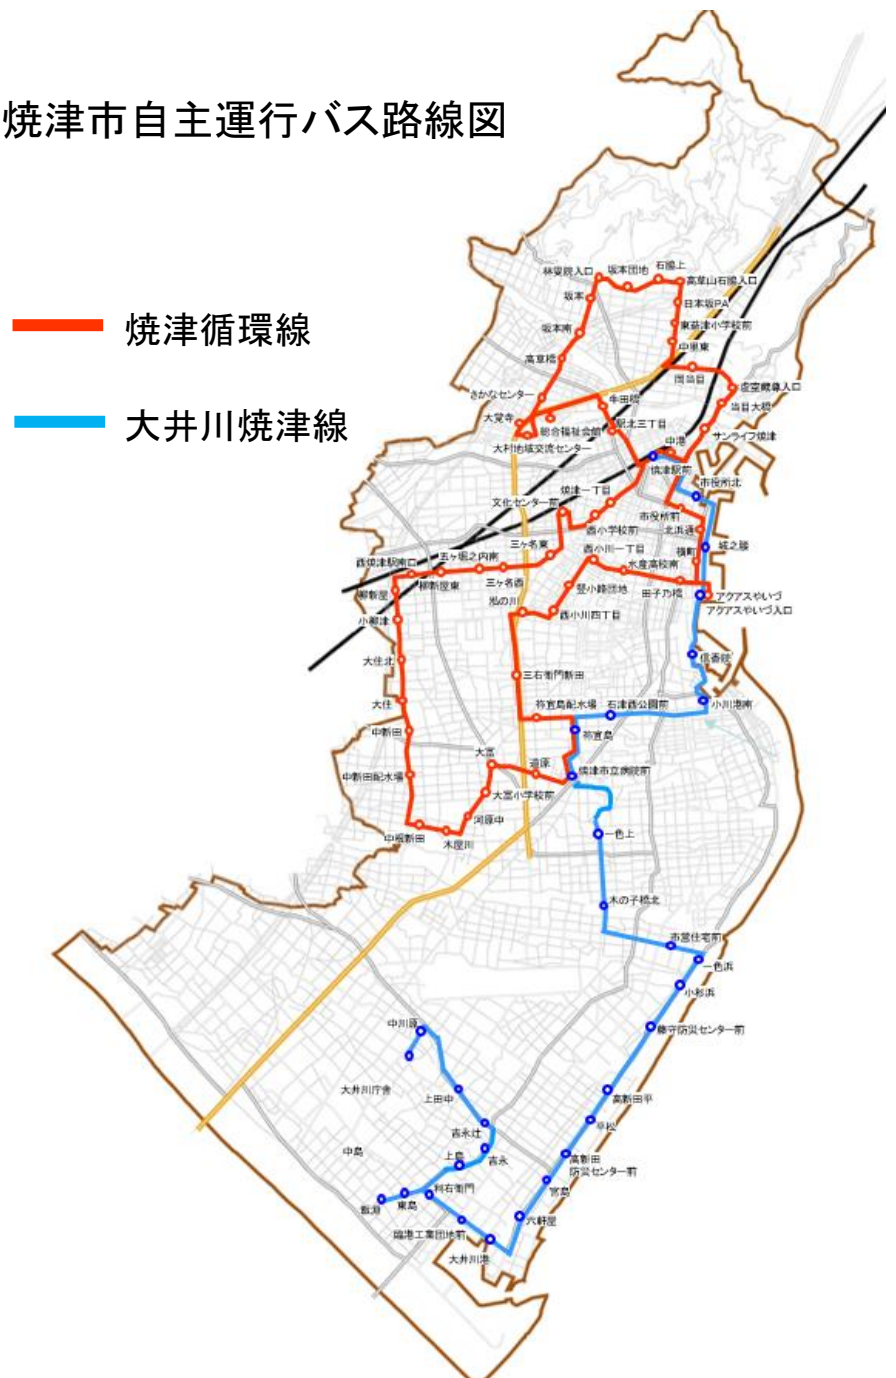 焼津市自主運行バス路線図
焼津循環線
大井川焼津線
林叟院入口
坂本団地
石脇上
高草山石脇入口
坂本
日本坂PA
東益津小学校前
坂本南
中里東
高草橋
岡当目
虚空蔵尊入口
さかなセンター
牛田橋
当目大橋
大覚寺
総合福祉会館
駅北三丁目
サンライフ焼津
大村地域交流センター
中港
焼津駅前
焼津一丁目
市役所北
文化センター前
市役所前
西小学校前
北浜通
三ヶ名東
西小川一丁目
横町
城之腰
西焼津駅南口
五ヶ堀之内南
水産高校南
柳新屋東
三ヶ名西
柳新屋
竪小路団地
田子乃橋
アクアスやいづ
泓の川
アクアスやいづ入口
小柳津
西小川四丁目
大住北
信香院
三右衛門新田
大住
祢宜島配水場
石津西公園前
小川港南
中新田
祢宜島
大富
道原
焼津市立病院前
中新田配水場
大富小学校前
河原中
中根新田
木屋川
一色上
木の子橋北
市営住宅前
一色浜
小杉浜
中川原
藤守防災センター前
大井川庁舎
上田中
高新田平
吉永辻
平松
中島
上島
吉永
高新田
防災センター前
飯淵
東島
利右衛門
宮島
六軒屋
臨港工業団地前
大井川港